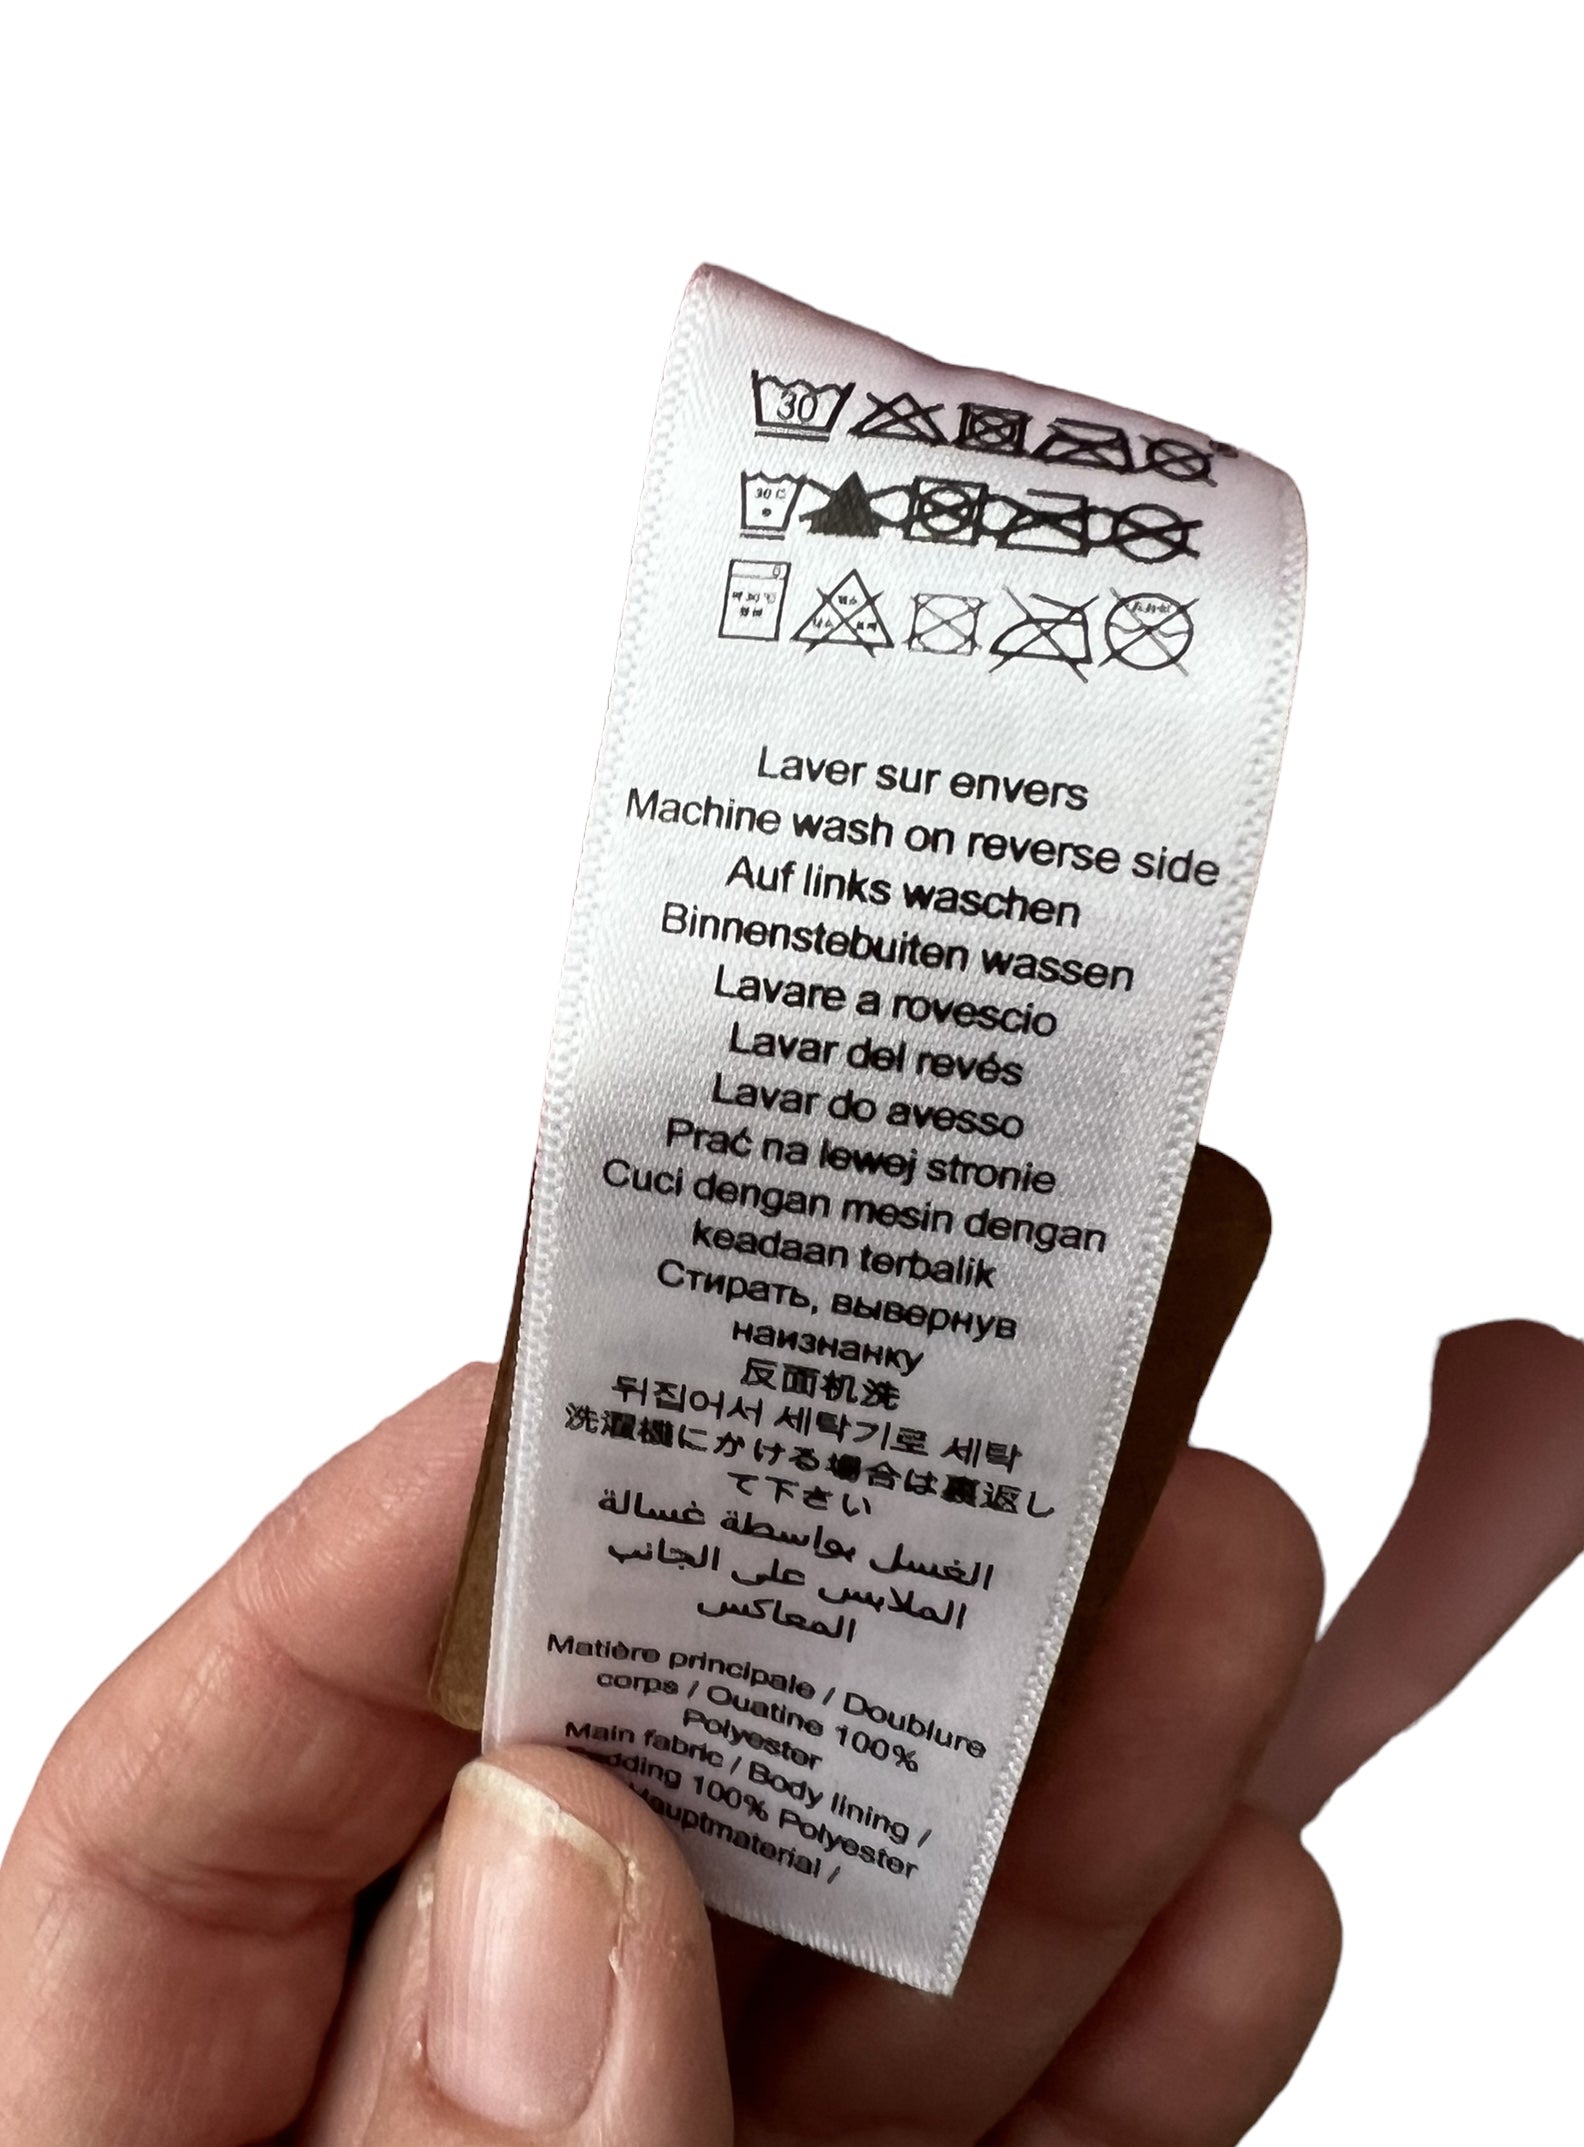 30
30 C
Laver sur envers
Machine wash on reverse side
Auf links waschen
Binnenstebuiten wassen
Lavare a rovescio
Lavar del revés
Lavar do avesso
Prać na lewej stronie
Cuci dengan mesin dengan
keadaan terbalik
Стирать, вывернув
наизнанку
反面机洗
뒤집어서 세탁기로 세탁
洗濯機にかける場合は裏返し
て下さい
الغسل بواسطة غسالة
الملابس على الجانب
المعاكس
Matière principale / Doublure
corps / Ouatine 100%
Polyester
Main fabric / Body lining /
100% Polyester
Hauptmaterial /